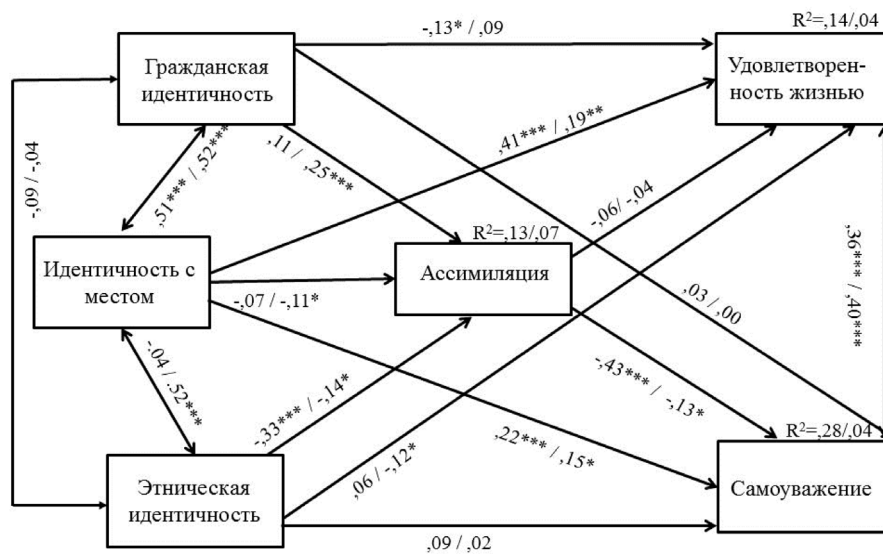 R²=,14/,04
-,13* / ,09
Гражданская
идентичность
Удовлетворен-
ность жизнью
,41*** / ,19**
,11 / ,25***
,51*** / ,52***
-,09 / -,04
-,06/ -,04
R²=,13/,07
Идентичность с
местом
Ассимиляция
-,07 / -,11*
,03 / ,00
,36*** / ,40***
-.04 / .52***
-,33*** / -,14*
-,43*** / -,13*
,22*** / ,15*
R²=,28/,04
,06 / -,12*
Этническая
идентичность
Самоуважение
,09 / ,02